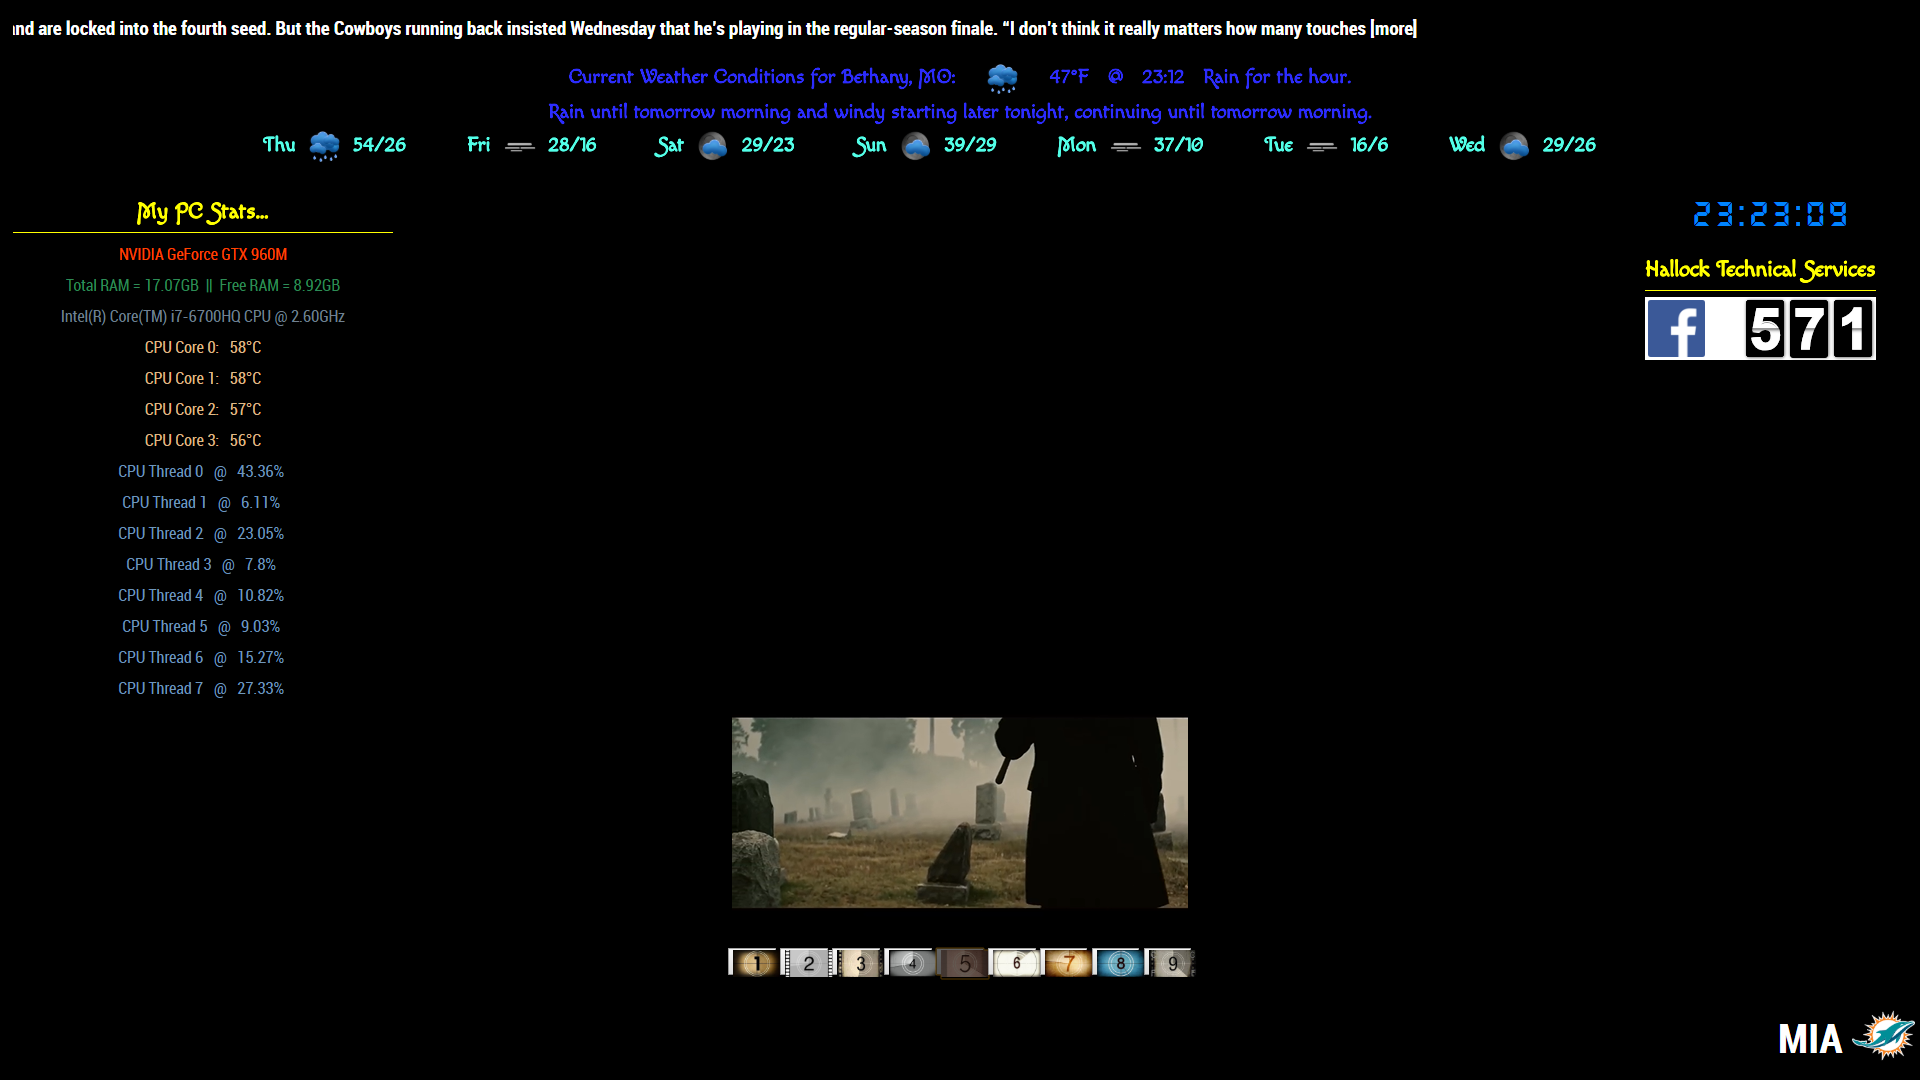 and are locked into the fourth seed. But the Cowboys running back insisted Wednesday that he's playing in the regular-season finale. “I don't think it really matters how many touches [more]
Current Weather Conditions for Bethany, MO: 47°F @ 23:12 Rain for the hour.
Rain until tomorrow morning and windy starting later tonight, continuing until tomorrow morning.
Thu 54/26 Fri 28/16 Sat 29/23 Sun 39/29 Mon 37/10 Tue 16/6 Wed 29/26
My PC Stats...
NVIDIA GeForce GTX 960M
Total RAM = 17.07GB || Free RAM = 8.92GB
Intel(R) Core(TM) i7-6700HQ CPU @ 2.60GHz
CPU Core 0: 58°C
CPU Core 1: 58°C
CPU Core 2: 57°C
CPU Core 3: 56°C
CPU Thread 0 @ 43.36%
CPU Thread 1 @ 6.11%
CPU Thread 2 @ 23.05%
CPU Thread 3 @ 7.8%
CPU Thread 4 @ 10.82%
CPU Thread 5 @ 9.03%
CPU Thread 6 @ 15.27%
CPU Thread 7 @ 27.33%
23:23:09
Hallock Technical Services
f 571
1 2 3 4 5 6 7 8 9
MIA